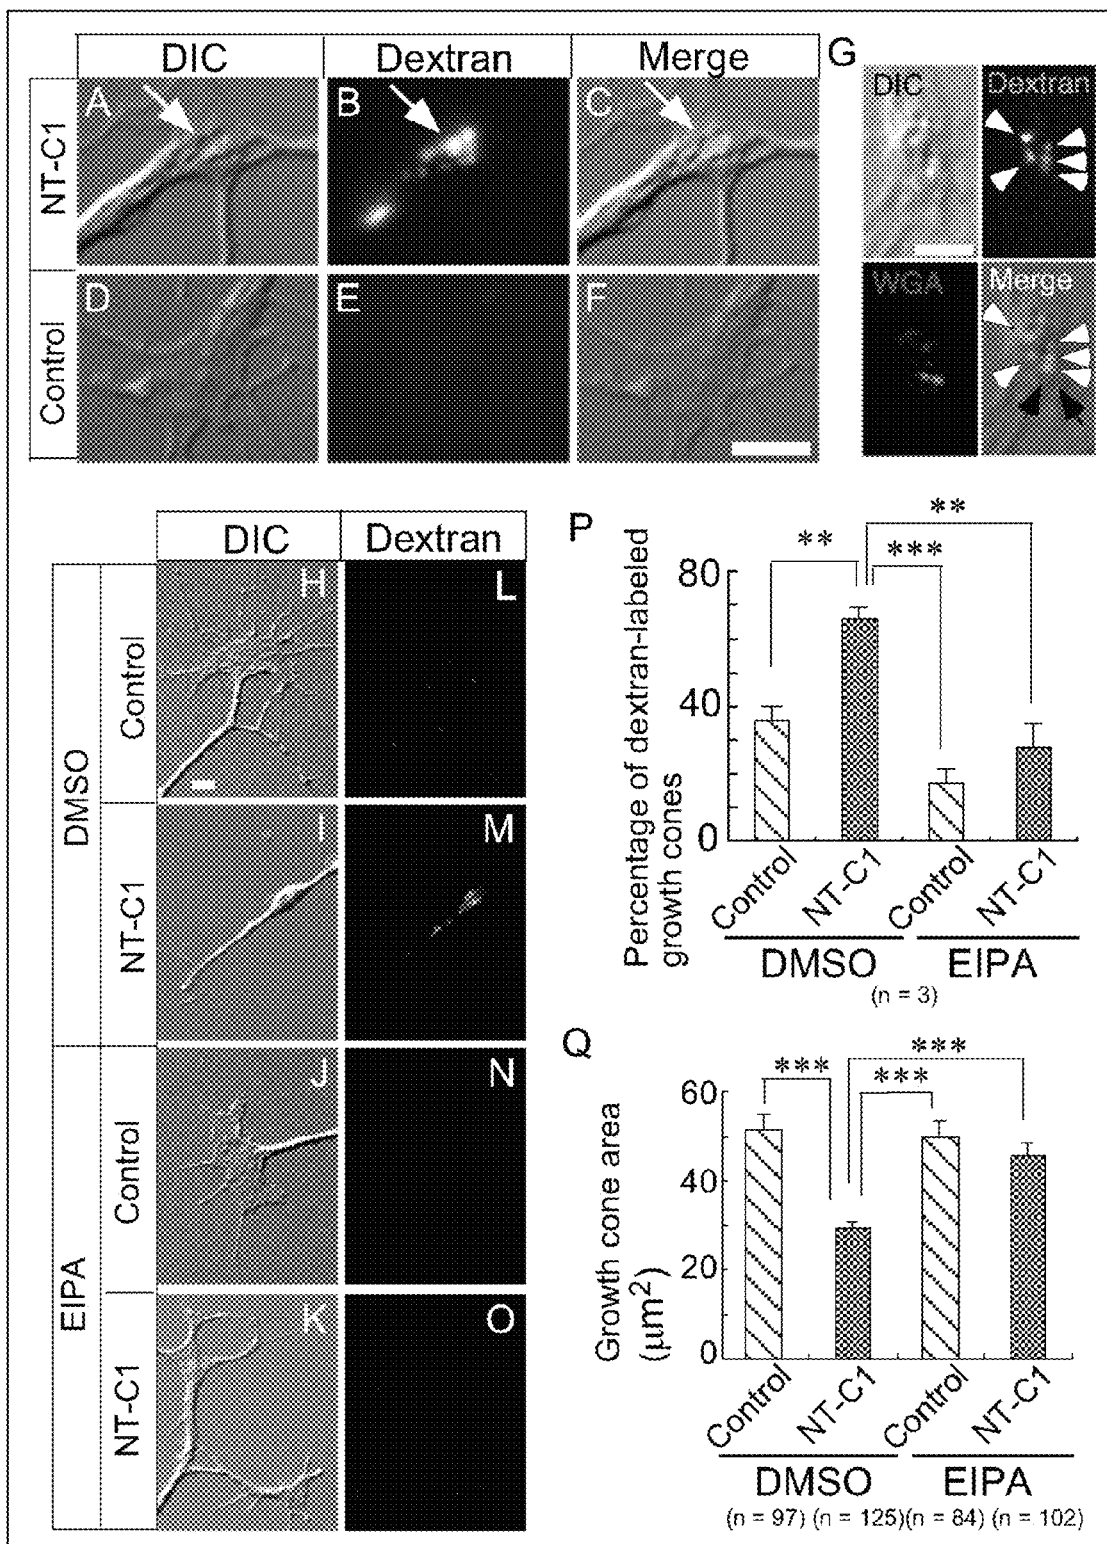 DIC Dextran Merge
NT-C1
A B C
Control
D E F
G
DIC Dextran
WGA Merge
DIC Dextran
DMSO
Control
H L
NT-C1
I M
EIPA
Control
J N
NT-C1
K O
P
** ** ***
Percentage of dextran-labeled
growth cones
80
40
0
Control NT-C1 Control NT-C1
DMSO EIPA
(n = 3)
Q
*** *** ***
Growth cone area
(μm²)
60
40
20
0
Control NT-C1 Control NT-C1
DMSO EIPA
(n = 97) (n = 125) (n = 84) (n = 102)